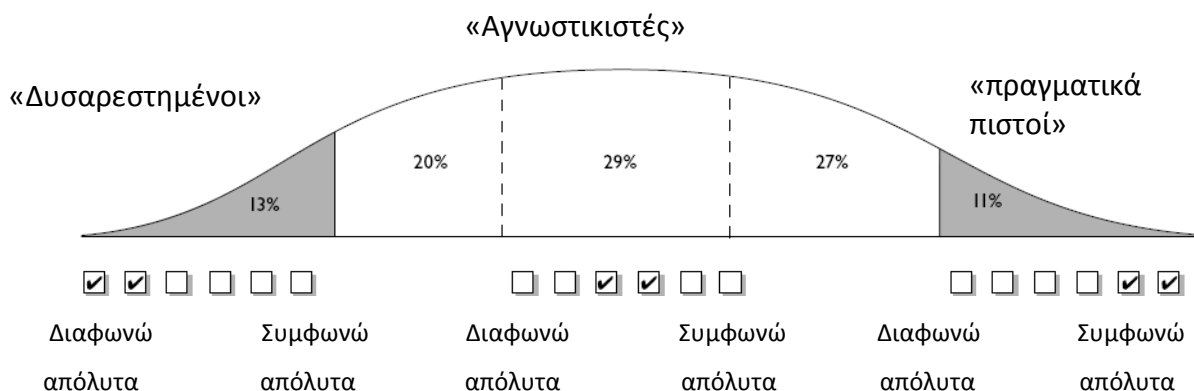 «Αγνωστικιστές»
«Δυσαρεστημένοι»
«πραγματικά
πιστοί»
13%
20%
29%
27%
11%
Διαφωνώ
απόλυτα
Συμφωνώ
απόλυτα
Διαφωνώ
απόλυτα
Συμφωνώ
απόλυτα
Διαφωνώ
απόλυτα
Συμφωνώ
απόλυτα